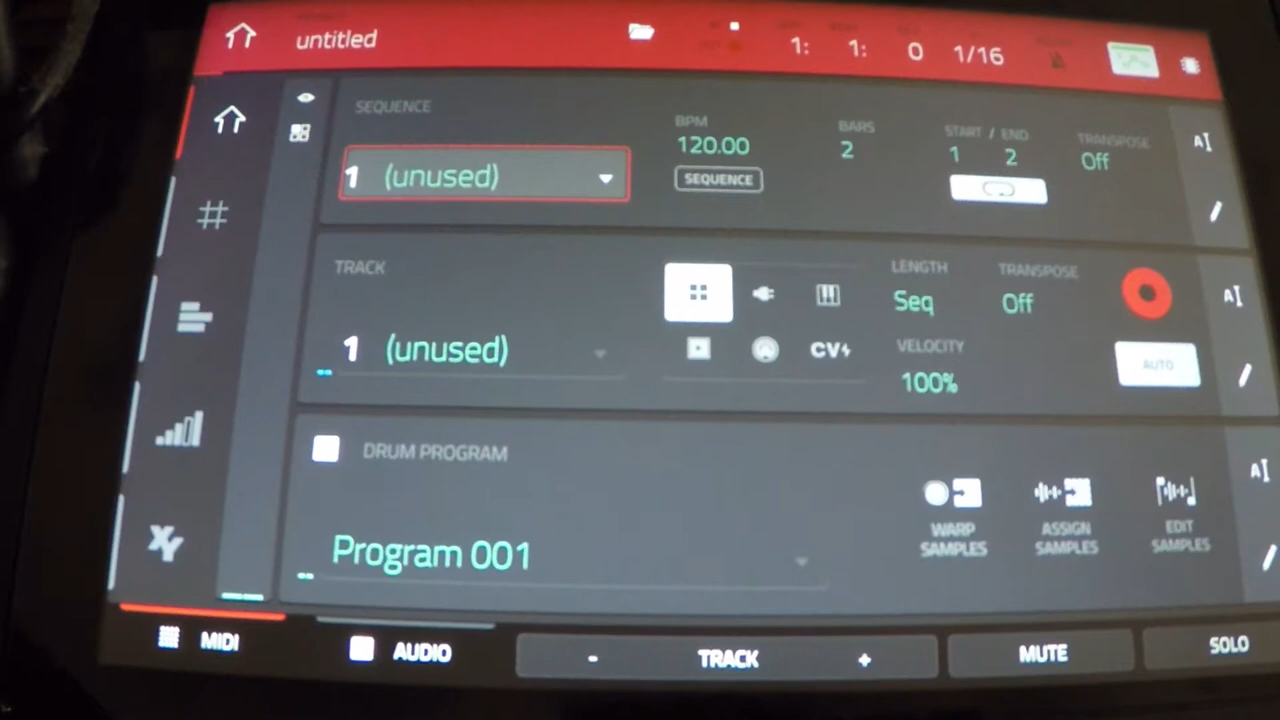 untitled 1: 1: 0 1/16
SEQUENCE BPM BARS START / END TRANSPOSE
1 (unused) 120.00 2 1 2 Off
SEQUENCE
TRACK LENGTH TRANSPOSE
Seq Off
1 (unused) CV VELOCITY
100% AUTO
DRUM PROGRAM
WARP SAMPLES ASSIGN SAMPLES EDIT SAMPLES
Program 001
XY
MIDI AUDIO - TRACK + MUTE SOLO